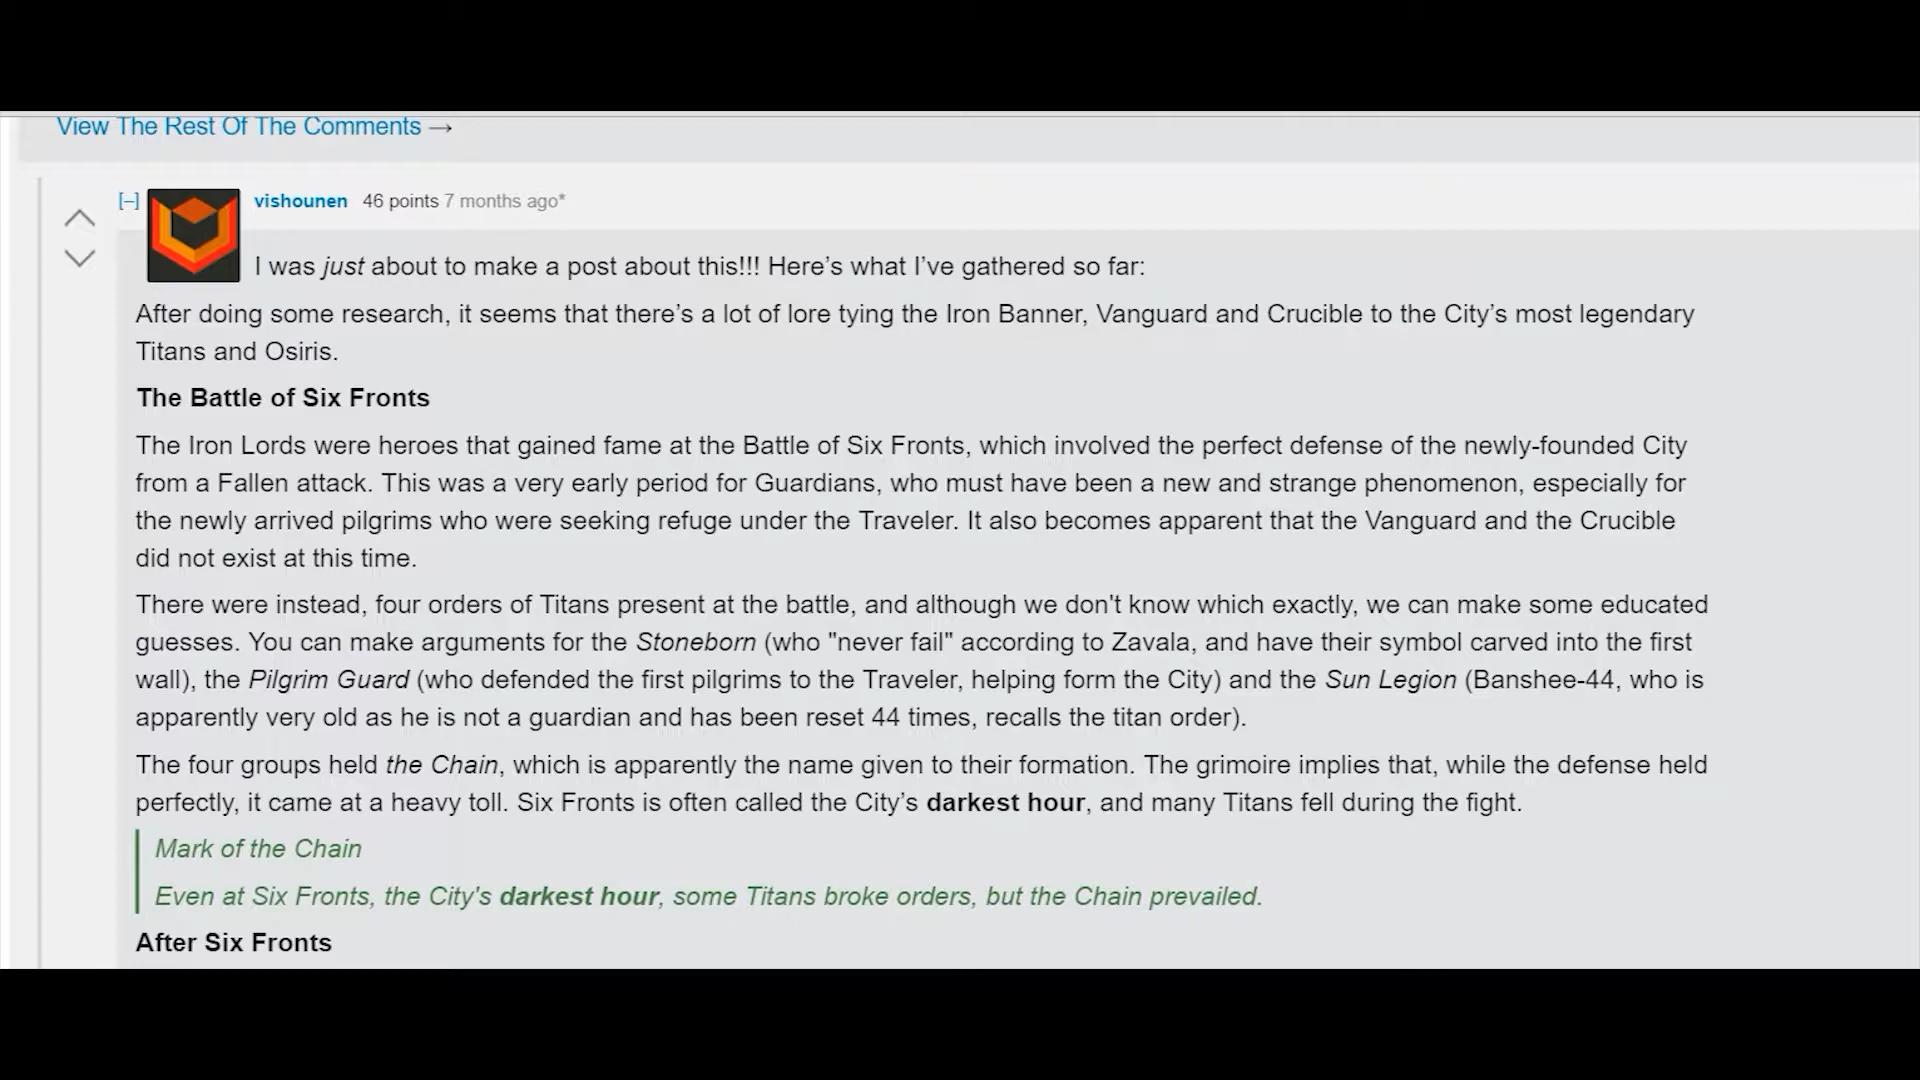 View The Rest Of The Comments →
[–] vishounen 46 points 7 months ago*
I was just about to make a post about this!!! Here’s what I’ve gathered so far:
After doing some research, it seems that there’s a lot of lore tying the Iron Banner, Vanguard and Crucible to the City’s most legendary
Titans and Osiris.
The Battle of Six Fronts
The Iron Lords were heroes that gained fame at the Battle of Six Fronts, which involved the perfect defense of the newly-founded City
from a Fallen attack. This was a very early period for Guardians, who must have been a new and strange phenomenon, especially for
the newly arrived pilgrims who were seeking refuge under the Traveler. It also becomes apparent that the Vanguard and the Crucible
did not exist at this time.
There were instead, four orders of Titans present at the battle, and although we don't know which exactly, we can make some educated
guesses. You can make arguments for the Stoneborn (who "never fail" according to Zavala, and have their symbol carved into the first
wall), the Pilgrim Guard (who defended the first pilgrims to the Traveler, helping form the City) and the Sun Legion (Banshee-44, who is
apparently very old as he is not a guardian and has been reset 44 times, recalls the titan order).
The four groups held the Chain, which is apparently the name given to their formation. The grimoire implies that, while the defense held
perfectly, it came at a heavy toll. Six Fronts is often called the City’s darkest hour, and many Titans fell during the fight.
Mark of the Chain
Even at Six Fronts, the City's darkest hour, some Titans broke orders, but the Chain prevailed.
After Six Fronts